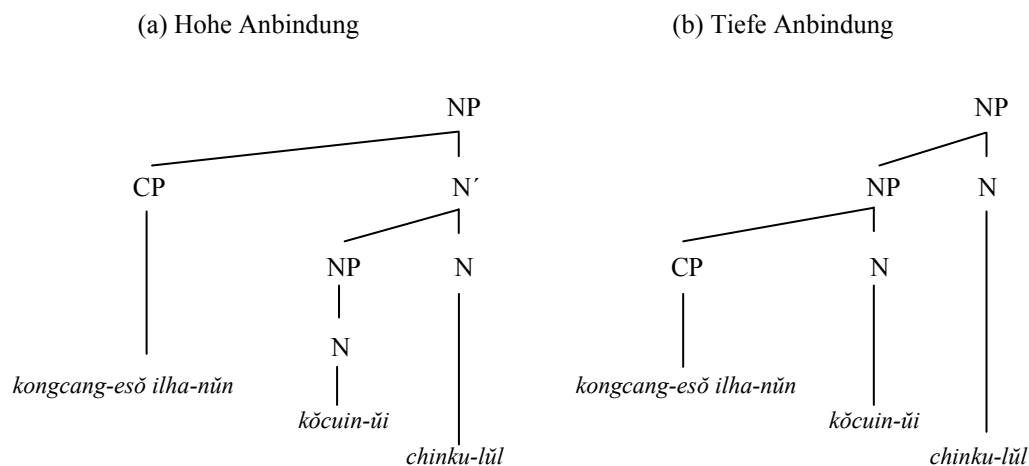 (a) Hohe Anbindung (b) Tiefe Anbindung
NP NP
CP N´ NP N
NP N CP N
N
kongcang-esŏ ilha-nŭn kongcang-esŏ ilha-nŭn
kŏcuin-ŭi kŏcuin-ŭi
chinku-lŭl chinku-lŭl